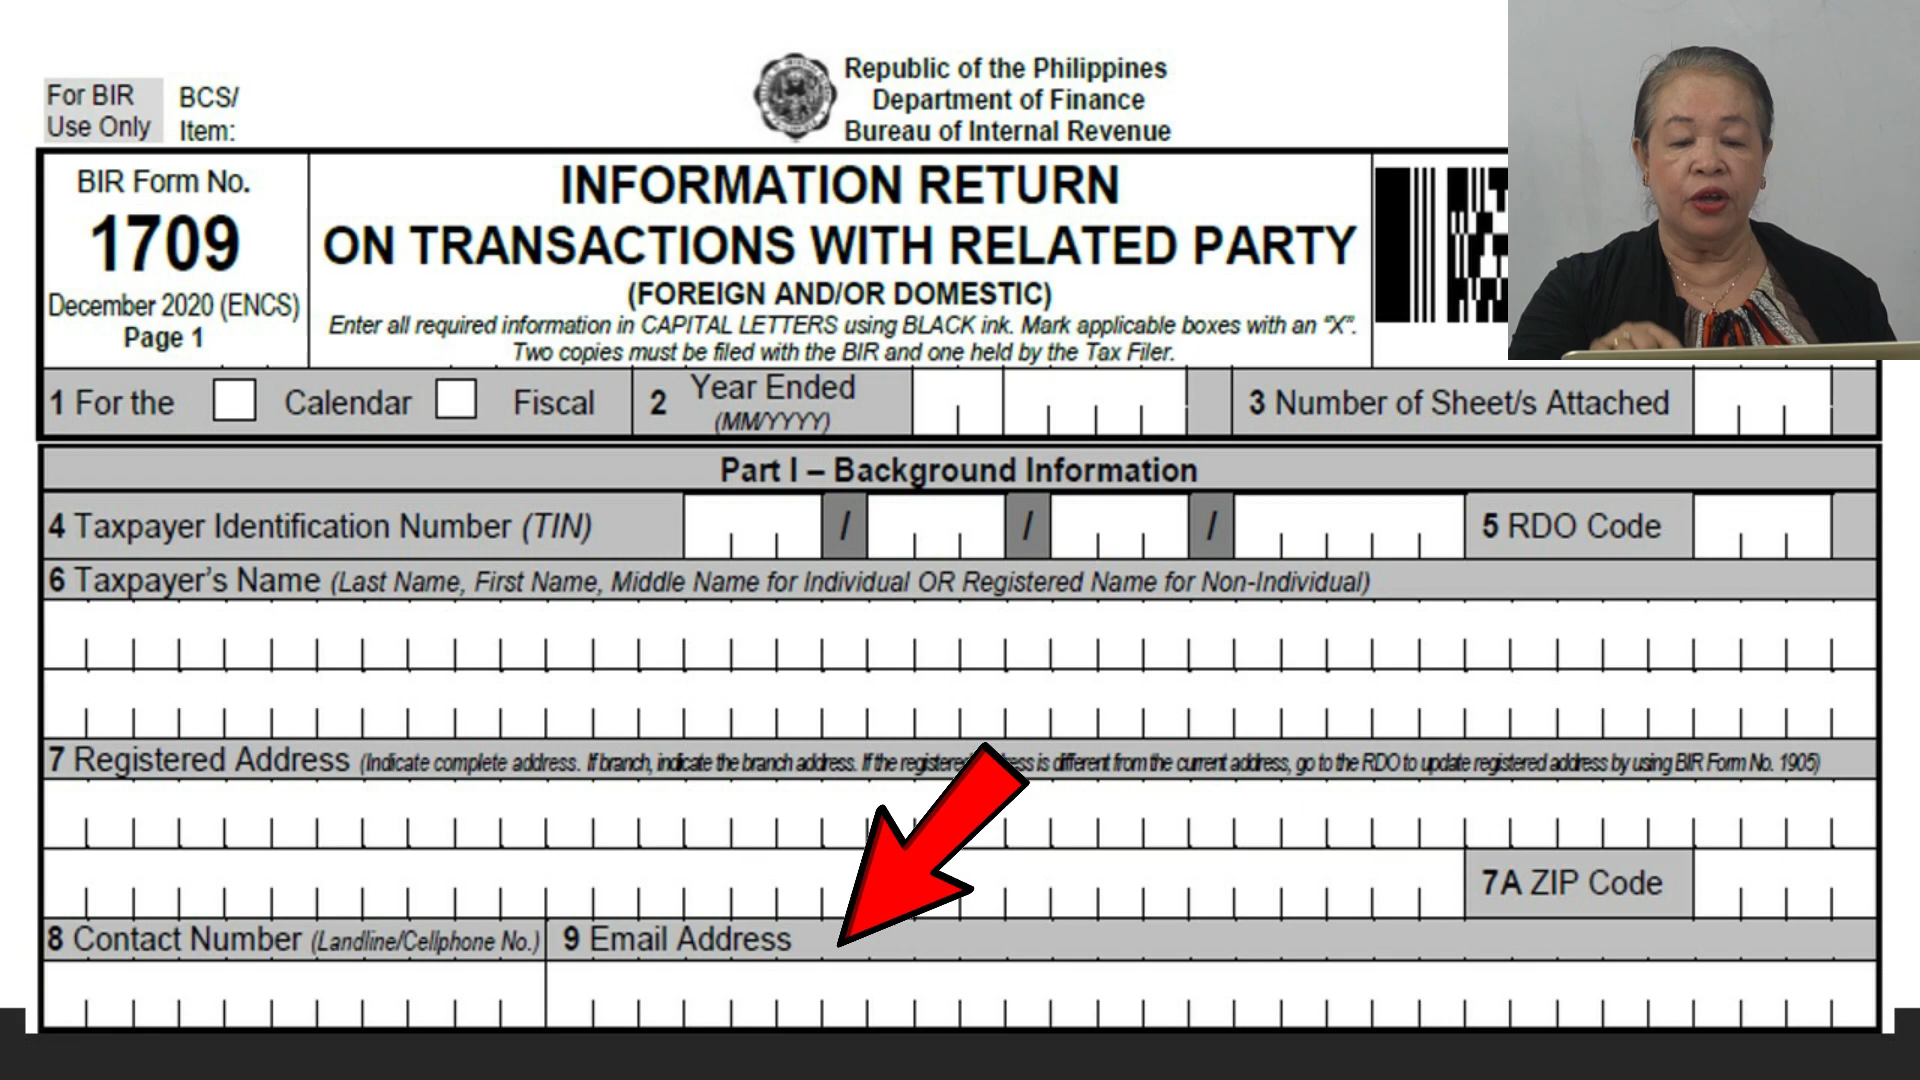 For BIR
Use Only
BCS/
Item:
Republic of the Philippines
Department of Finance
Bureau of Internal Revenue
BIR Form No.
1709
December 2020 (ENCS)
Page 1
INFORMATION RETURN
ON TRANSACTIONS WITH RELATED PARTY
(FOREIGN AND/OR DOMESTIC)
Enter all required information in CAPITAL LETTERS using BLACK ink. Mark applicable boxes with an "X".
Two copies must be filed with the BIR and one held by the Tax Filer.
1 For the Calendar Fiscal
2 Year Ended
(MM/YYYY)
3 Number of Sheet/s Attached
Part I – Background Information
4 Taxpayer Identification Number (TIN) / / / 5 RDO Code
6 Taxpayer's Name (Last Name, First Name, Middle Name for Individual OR Registered Name for Non-Individual)
7 Registered Address (Indicate complete address. If branch, indicate the branch address. If the registered is different from the current address, go to the RDO to update registered address by using BIR Form No. 1905)
7A ZIP Code
8 Contact Number (Landline/Cellphone No.) 9 Email Address